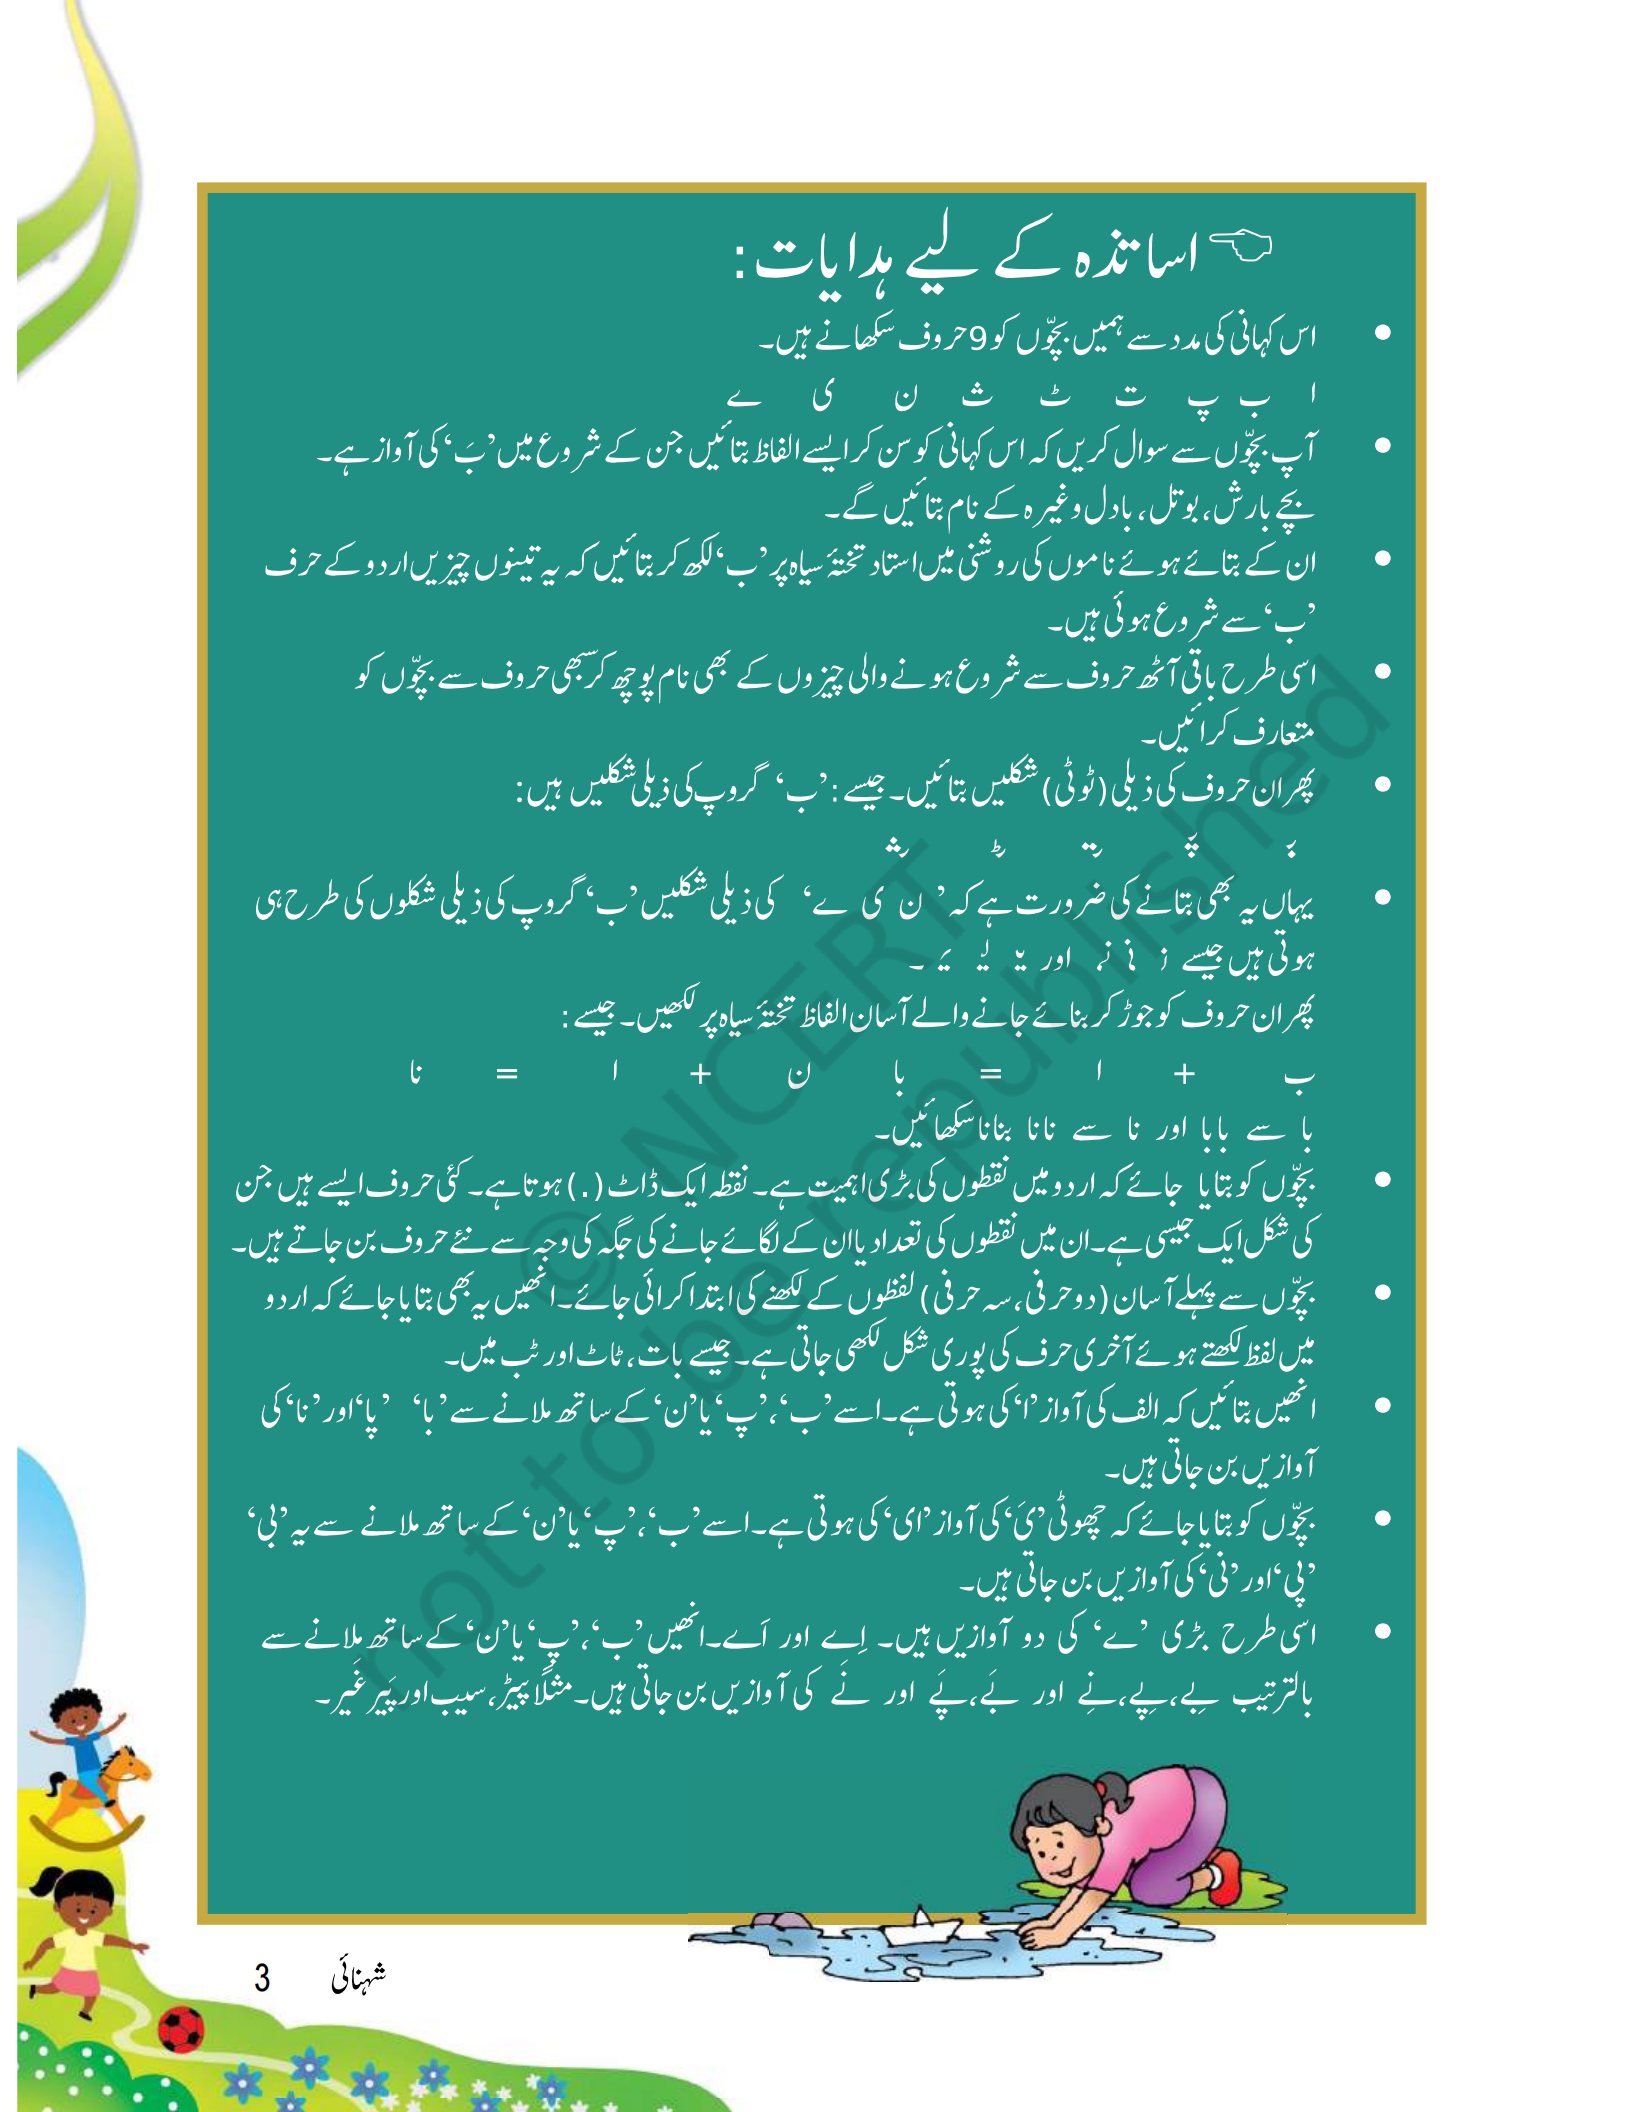 اساتذہ کے لیے ہدایات:
• اس کہانی کی مدد سے ہمیں بچّوں کو 9 حروف سکھانے ہیں۔
ا ب پ ت ٹ ث ن ی ے
• آپ بچّوں سے سوال کریں کہ اس کہانی کو سن کر ایسے الفاظ بتائیں جن کے شروع میں ’بَ‘ کی آواز ہے۔
بچے بارش، بوتل، بادل وغیرہ کے نام بتائیں گے۔
• ان کے بتائے ہوئے ناموں کی روشنی میں استاد تختۂ سیاہ پر ’ب‘ لکھ کر بتائیں کہ یہ تینوں چیزیں اردو کے حرف
’ب‘ سے شروع ہوئی ہیں۔
• اسی طرح باقی آٹھ حروف سے شروع ہونے والی چیزوں کے بھی نام پوچھ کر سبھی حروف سے بچّوں کو
متعارف کرائیں۔
• پھر ان حروف کی ذیلی (ٹوٹی) شکلیں بتائیں۔ جیسے: ’ب‘ گروپ کی ذیلی شکلیں ہیں:
بـ پـ تـ ٹـ ثـ
• یہاں یہ بھی بتانے کی ضرورت ہے کہ ’ن ی ے‘ کی ذیلی شکلیں ’ب‘ گروپ کی ذیلی شکلوں کی طرح ہی
ہوتی ہیں جیسے نـ نـ نـ اور یـ یـ یـ ۔
پھر ان حروف کو جوڑ کر بنائے جانے والے آسان الفاظ تختۂ سیاہ پر لکھیں۔ جیسے:
ب + ا = با ن + ا = نا
با سے بابا اور نا سے نانا بنانا سکھائیں۔
• بچّوں کو بتایا جائے کہ اردو میں نقطوں کی بڑی اہمیت ہے۔ نقطہ ایک ڈاٹ (.) ہوتا ہے۔ کئی حروف ایسے ہیں جن
کی شکل ایک جیسی ہے۔ ان میں نقطوں کی تعداد یا ان کے لگائے جانے کی جگہ کی وجہ سے نئے حروف بن جاتے ہیں۔
• بچّوں سے پہلے آسان (دو حرفی، سہ حرفی) لفظوں کے لکھنے کی ابتدا کرائی جائے۔ انھیں یہ بھی بتایا جائے کہ اردو
میں لفظ لکھتے ہوئے آخری حرف کی پوری شکل لکھی جاتی ہے۔ جیسے بات، ٹاٹ اور ٹب میں۔
• انھیں بتائیں کہ الف کی آواز ’ا‘ کی ہوتی ہے۔ اسے ’ب‘، ’پ‘ یا ’ن‘ کے ساتھ ملانے سے ’با‘ ’پا‘ اور ’نا‘ کی
آوازیں بن جاتی ہیں۔
• بچّوں کو بتایا جائے کہ چھوٹی ’یَ‘ کی آواز ’ای‘ کی ہوتی ہے۔ اسے ’ب‘، ’پ‘ یا ’ن‘ کے ساتھ ملانے سے یہ ’بی‘
’پی‘ اور ’نی‘ کی آوازیں بن جاتی ہیں۔
• اسی طرح بڑی ’ے‘ کی دو آوازیں ہیں۔ اِے اور اَے۔ انھیں ’ب‘، ’پ‘ یا ’ن‘ کے ساتھ ملانے سے
بالترتیب بِے، پِے، نِے اور بَے، پَے اور نَے کی آوازیں بن جاتی ہیں۔ مثلًا پیڑ، سیب اور پَیر غَیر۔
© NCERT
not to be republished
شہنائی 3